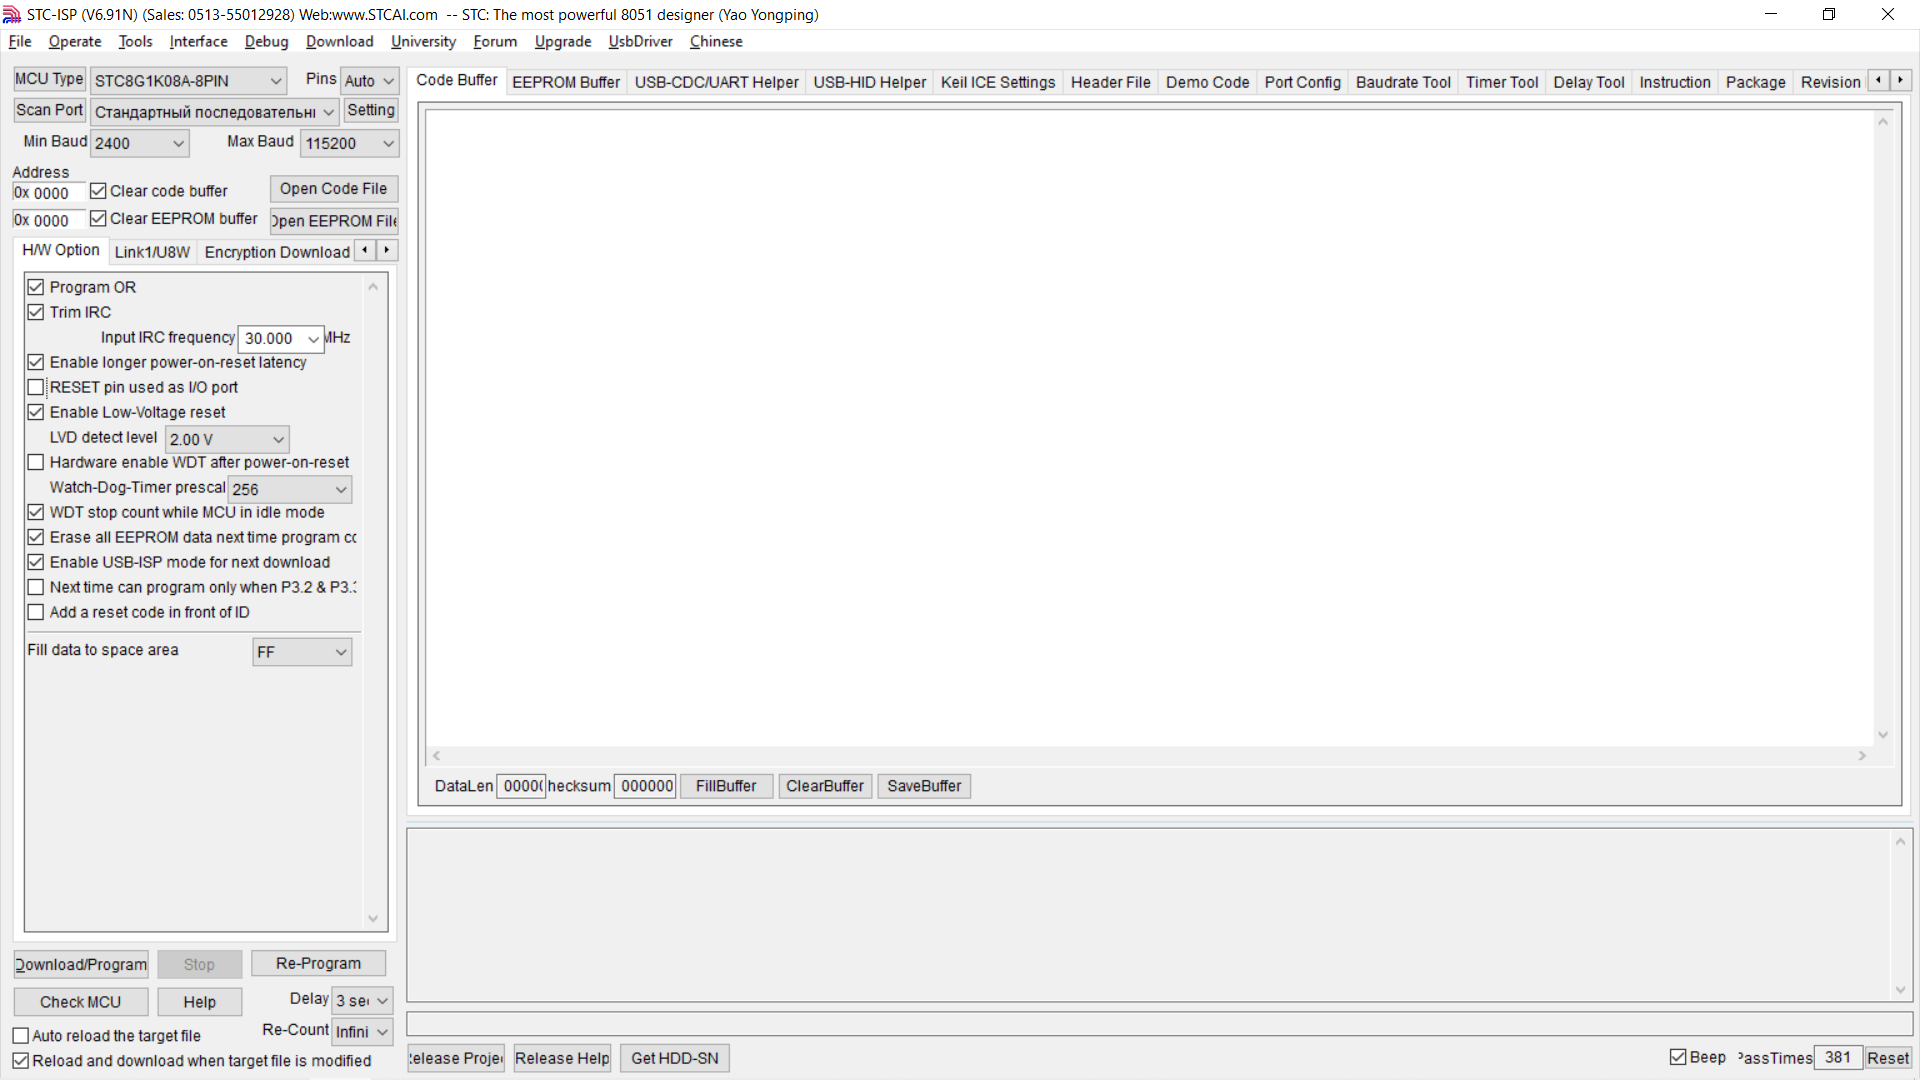 STC-ISP (V6.91N) (Sales: 0513-55012928) Web:www.STCAI.com -- STC: The most powerful 8051 designer (Yao Yongping)
File Operate Tools Interface Debug Download University Forum Upgrade UsbDriver Chinese
MCU Type STC8G1K08A-8PIN Pins Auto
Scan Port Стандартный последовательн Setting
Min Baud 2400 Max Baud 115200
Address
0x 0000 Clear code buffer Open Code File
0x 0000 Clear EEPROM buffer Open EEPROM File
H/W Option Link1/U8W Encryption Download
Program OR
Trim IRC
Input IRC frequency 30.000 MHz
Enable longer power-on-reset latency
RESET pin used as I/O port
Enable Low-Voltage reset
LVD detect level 2.00 V
Hardware enable WDT after power-on-reset
Watch-Dog-Timer prescal 256
WDT stop count while MCU in idle mode
Erase all EEPROM data next time program cc
Enable USB-ISP mode for next download
Next time can program only when P3.2 & P3.3
Add a reset code in front of ID
Fill data to space area FF
Download/Program Stop Re-Program
Check MCU Help Delay 3 sec
Auto reload the target file Re-Count Infini
Reload and download when target file is modified
Code Buffer EEPROM Buffer USB-CDC/UART Helper USB-HID Helper Keil ICE Settings Header File Demo Code Port Config Baudrate Tool Timer Tool Delay Tool Instruction Package Revision
DataLen 0000 hecksum 000000 FillBuffer ClearBuffer SaveBuffer
Release Projec Release Help Get HDD-SN Beep PassTimes 381 Reset